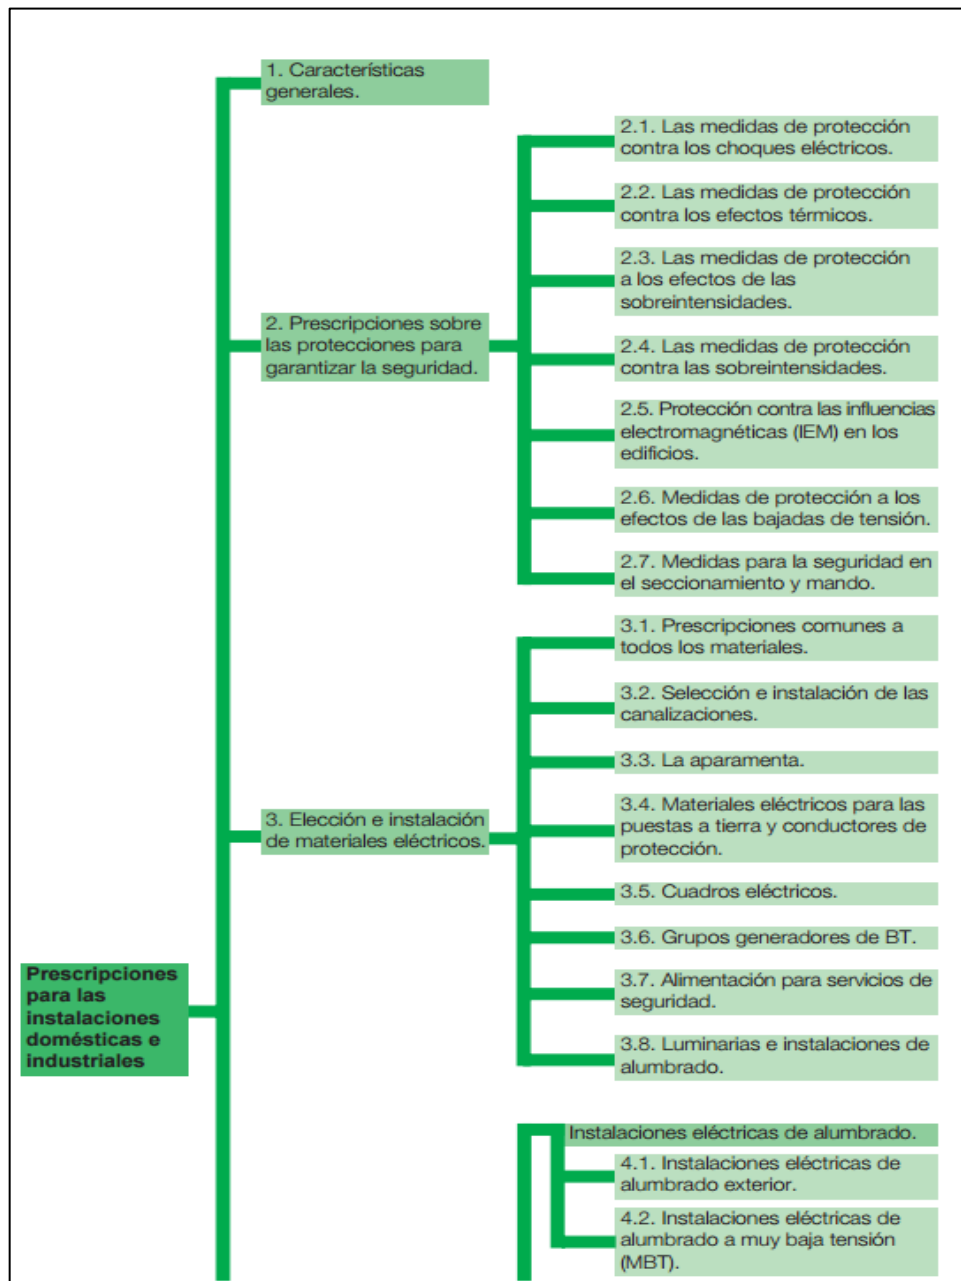 1. Características
generales.
2.1. Las medidas de protección
contra los choques eléctricos.
2.2. Las medidas de protección
contra los efectos térmicos.
2.3. Las medidas de protección
a los efectos de las
sobreintensidades.
2. Prescripciones sobre
las protecciones para
garantizar la seguridad.
2.4. Las medidas de protección
contra las sobreintensidades.
2.5. Protección contra las influencias
electromagnéticas (IEM) en los
edificios.
2.6. Medidas de protección a los
efectos de las bajadas de tensión.
2.7. Medidas para la seguridad en
el seccionamiento y mando.
3.1. Prescripciones comunes a
todos los materiales.
3.2. Selección e instalación de las
canalizaciones.
3.3. La aparamenta.
3. Elección e instalación
de materiales eléctricos.
3.4. Materiales eléctricos para las
puestas a tierra y conductores de
protección.
3.5. Cuadros eléctricos.
3.6. Grupos generadores de BT.
3.7. Alimentación para servicios de
seguridad.
3.8. Luminarias e instalaciones de
alumbrado.
Prescripciones
para las
instalaciones
domésticas e
industriales
Instalaciones eléctricas de alumbrado.
4.1. Instalaciones eléctricas de
alumbrado exterior.
4.2. Instalaciones eléctricas de
alumbrado a muy baja tensión
(MBT).